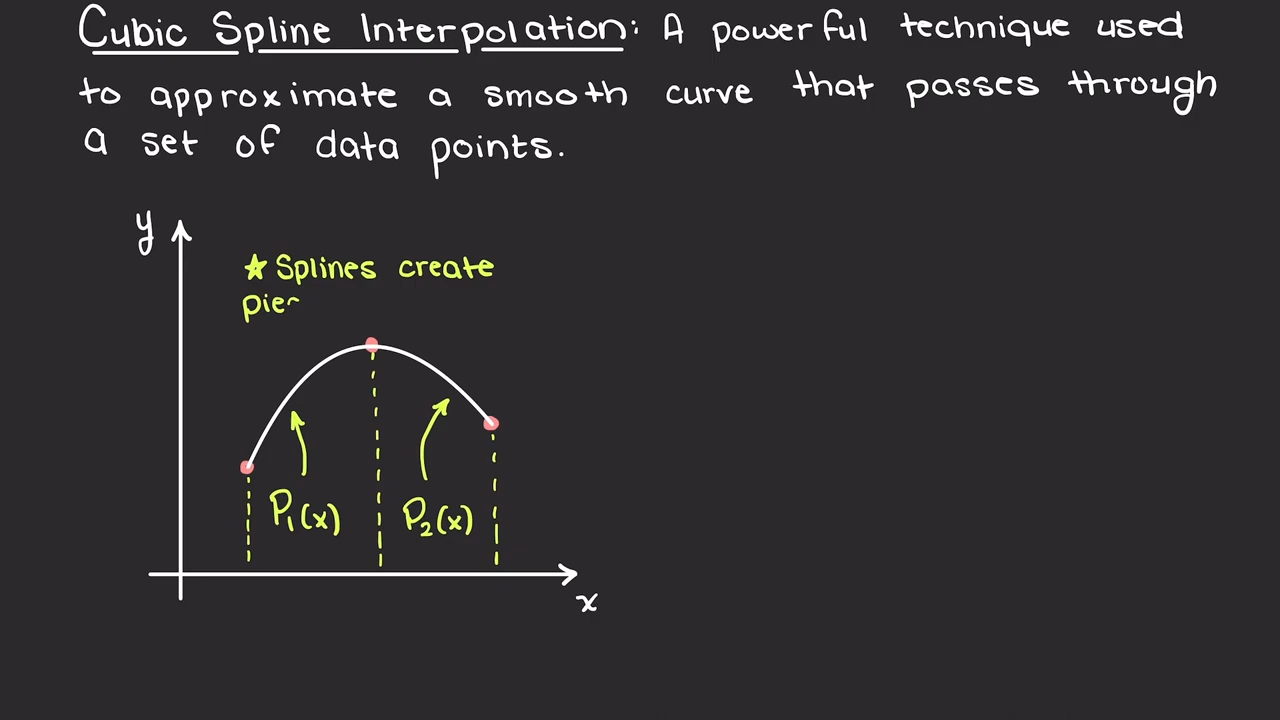 Cubic Spline Interpolation: A powerful technique used
to approximate a smooth curve that passes through
a set of data points.
y
★ Splines create
piec
P₁(x) P₂(x)
x